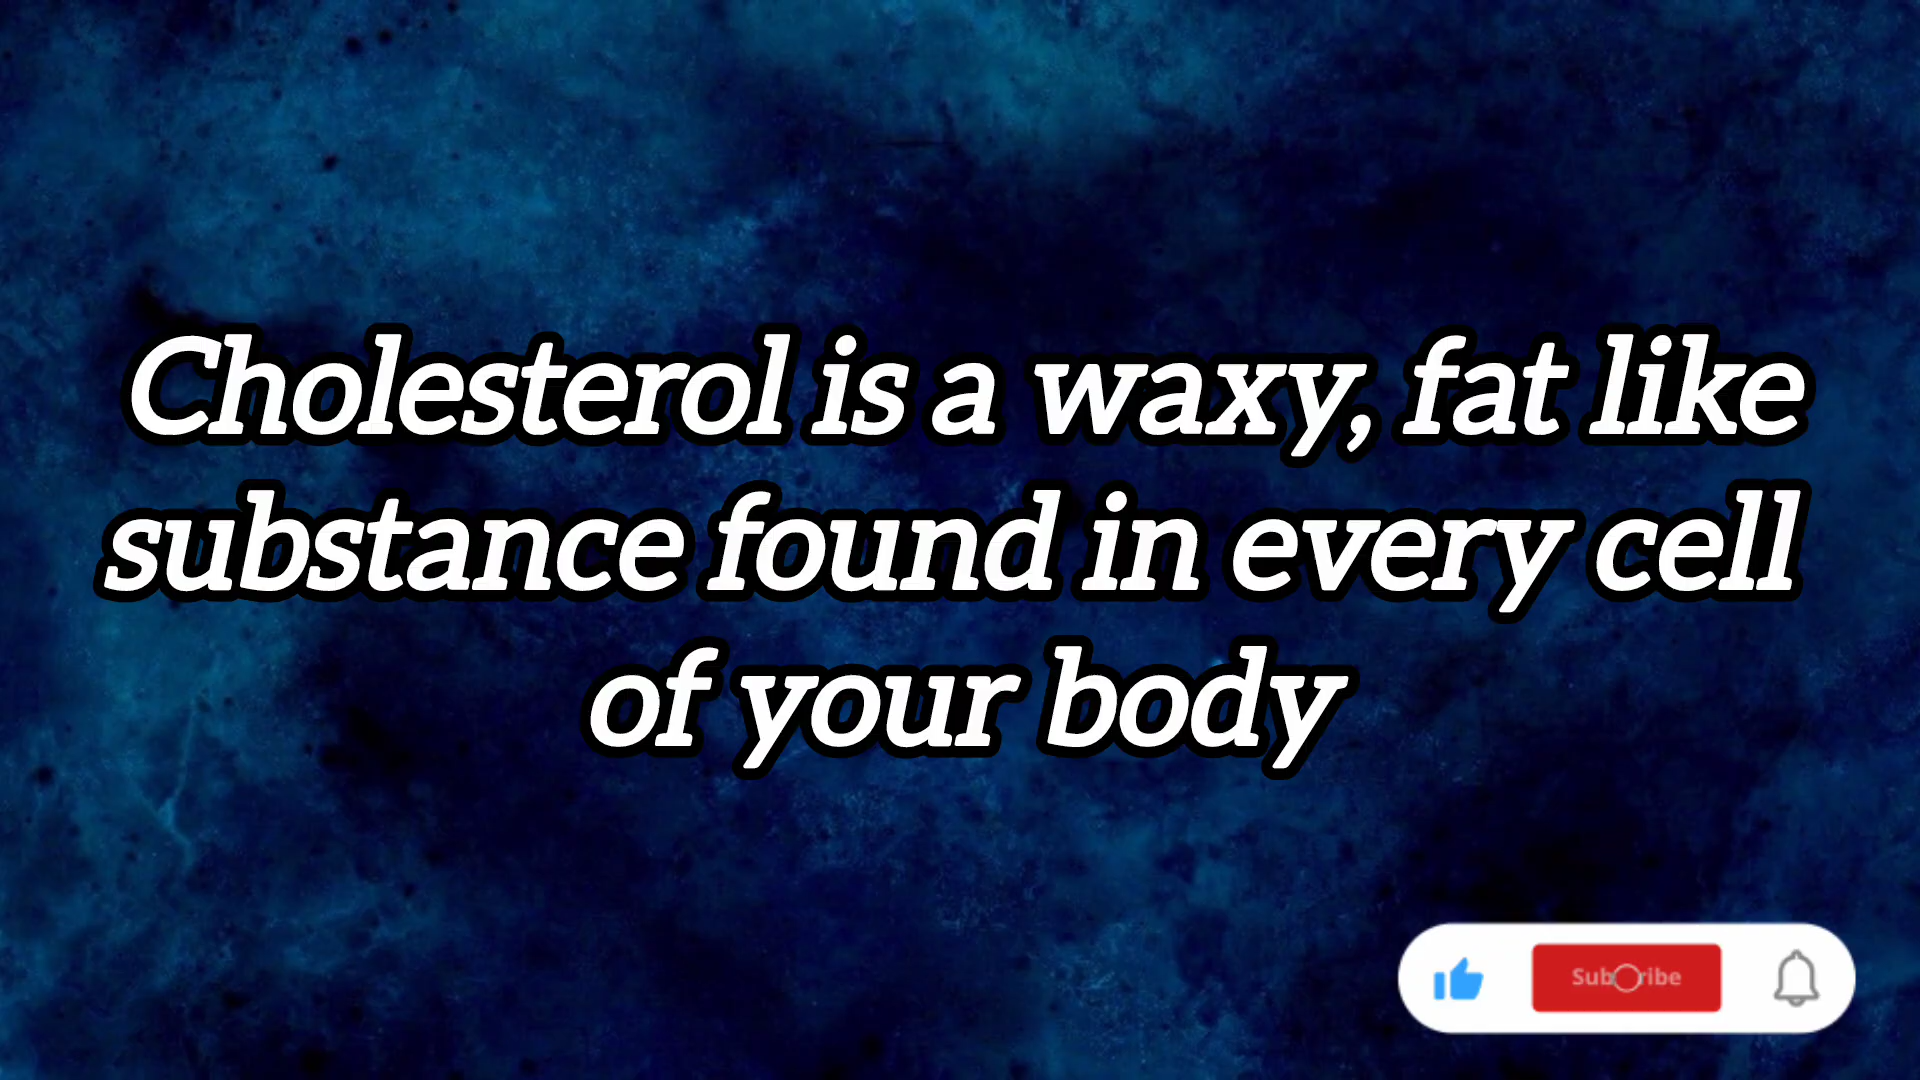 Cholesterol is a waxy, fat like
substance found in every cell
of your body